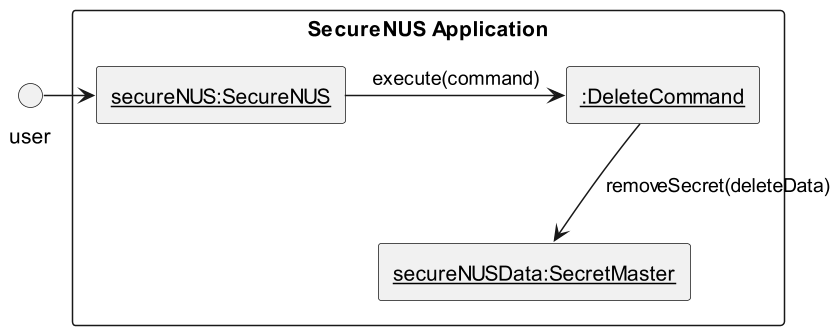 SecureNUS Application
execute(command)
secureNUS:SecureNUS
:DeleteCommand
user
removeSecret(deleteData)
secureNUSData:SecretMaster